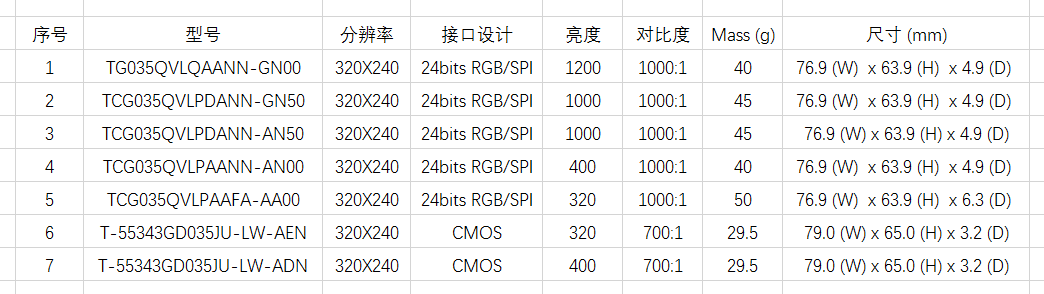 序号 型号 分辨率 接口设计 亮度 对比度 Mass (g) 尺寸 (mm)
1 TG035QVLQAANN-GN00 320X240 24bits RGB/SPI 1200 1000:1 40 76.9 (W) x 63.9 (H) x 4.9 (D)
2 TCG035QVLPDANN-GN50 320X240 24bits RGB/SPI 1000 1000:1 45 76.9 (W) x 63.9 (H) x 4.9 (D)
3 TCG035QVLPDANN-AN50 320X240 24bits RGB/SPI 1000 1000:1 45 76.9 (W) x 63.9 (H) x 4.9 (D)
4 TCG035QVLPAANN-AN00 320X240 24bits RGB/SPI 400 1000:1 40 76.9 (W) x 63.9 (H) x 4.9 (D)
5 TCG035QVLPAAFA-AA00 320X240 24bits RGB/SPI 320 1000:1 50 76.9 (W) x 63.9 (H) x 6.3 (D)
6 T-55343GD035JU-LW-AEN 320X240 CMOS 320 700:1 29.5 79.0 (W) x 65.0 (H) x 3.2 (D)
7 T-55343GD035JU-LW-ADN 320X240 CMOS 400 700:1 29.5 79.0 (W) x 65.0 (H) x 3.2 (D)